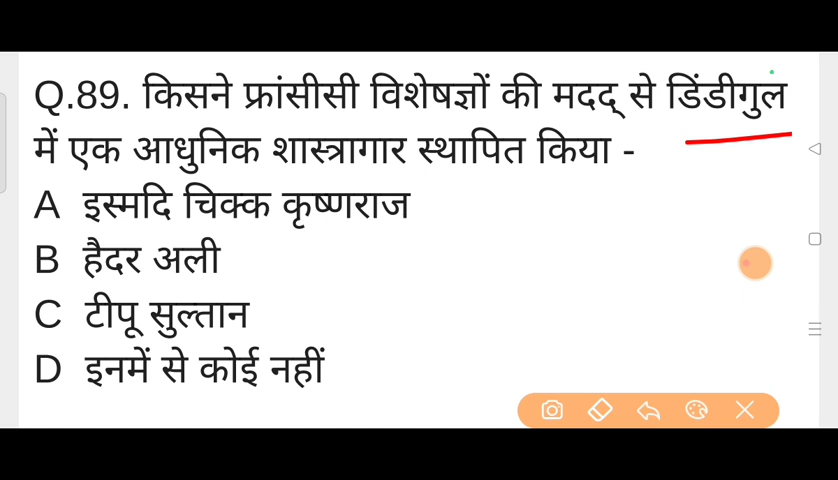 Q.89. किसने फ्रांसीसी विशेषज्ञों की मदद् से डिंडीगुल
में एक आधुनिक शास्त्रागार स्थापित किया -
A इस्मदि चिक्क कृष्णराज
B हैदर अली
C टीपू सुल्तान
D इनमें से कोई नहीं